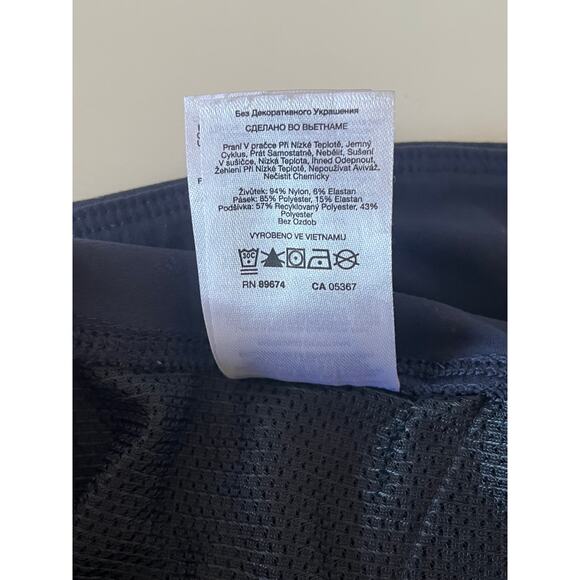 Без Декоративного Украшения
СДЕЛАНО ВО ВЬЕТНАМЕ
Praní V pračce Při Nízké Teplotě, Jemný
Cyklus, Prát Samostatně, Nebělit, Sušení
V sušičce, Nízká Teplota, Ihned Odepnout,
Žehlení Při Nízké Teplotě, Nepoužívat Aviváž,
Nečistit Chemicky
Živůtek: 94% Nylon, 6% Elastan
Pásek: 85% Polyester, 15% Elastan
Podšívka: 57% Recyklovaný Polyester, 43%
Polyester
Bez Ozdob
VYROBENO VE VIETNAMU
30C
RN 89674 CA 05367